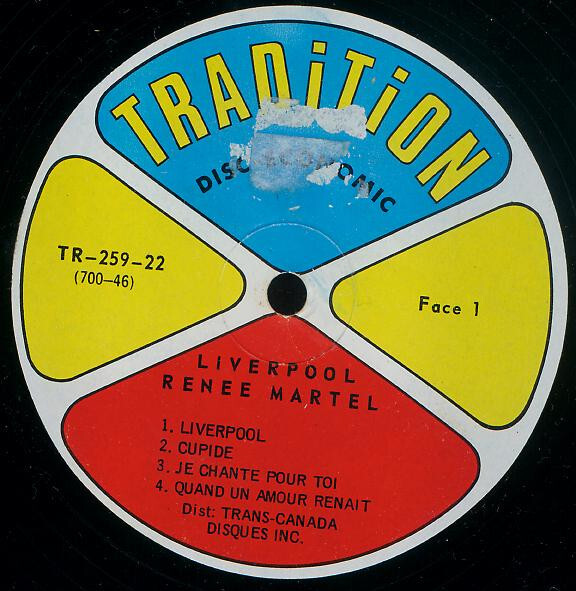 TRADiTiON
DISC
TR-259-22
(700-46)
Face 1
LIVERPOOL
RENEE MARTEL
1. LIVERPOOL
2. CUPIDE
3. JE CHANTE POUR TOI
4. QUAND UN AMOUR RENAIT
Dist: TRANS-CANADA
DISQUES INC.